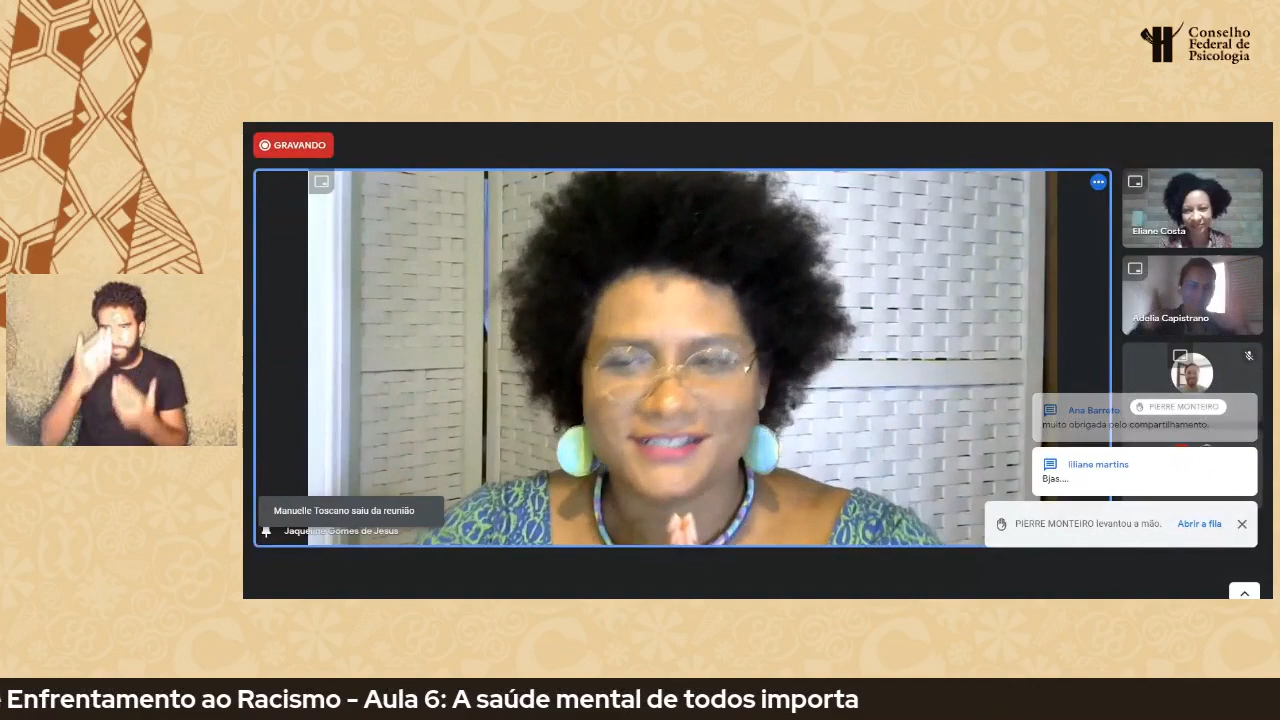 Conselho
Federal de
Psicologia
GRAVANDO
Eliane Costa
Adelia Capistrano
PIERRE MONTEIRO
Ana Barreto
muito obrigada pelo compartilhamento.
liliane martins
Bjas....
Manuelle Toscano saiu da reunião
Jaqueline Gomes de Jesus
PIERRE MONTEIRO levantou a mão.
Abrir a fila
Enfrentamento ao Racismo - Aula 6: A saúde mental de todos importa